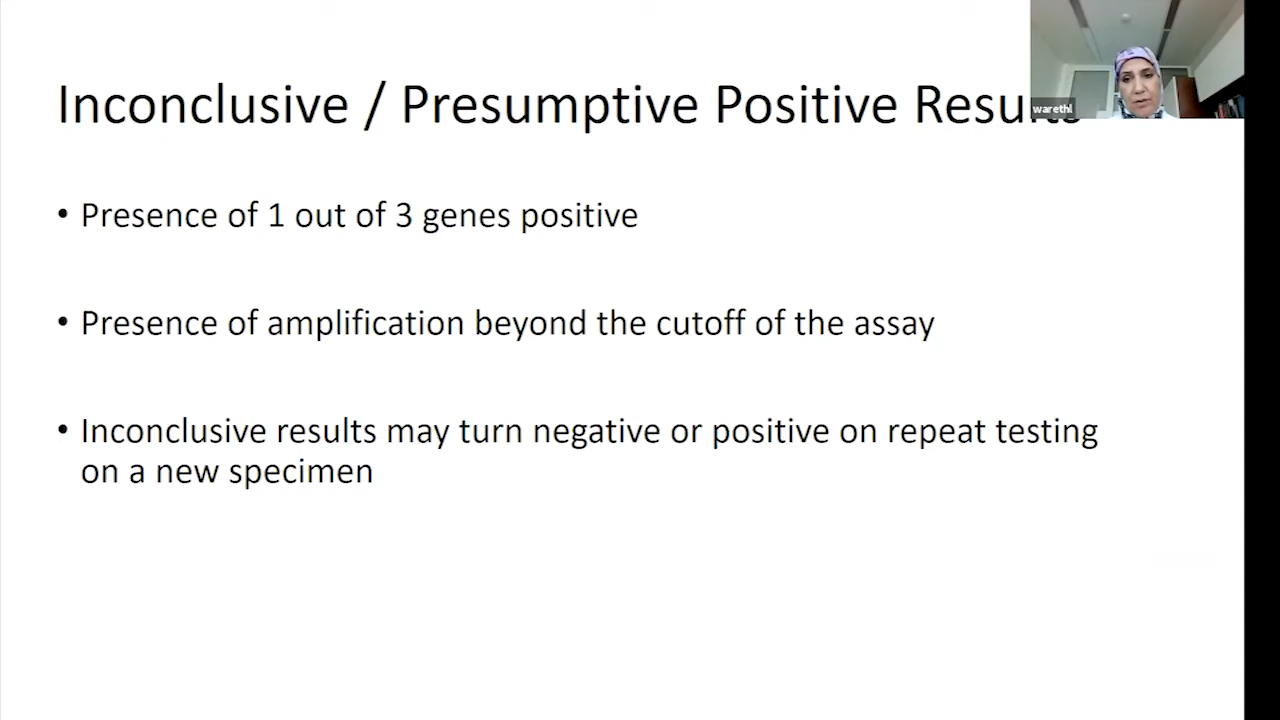 Inconclusive / Presumptive Positive Results
warethl
• Presence of 1 out of 3 genes positive
• Presence of amplification beyond the cutoff of the assay
• Inconclusive results may turn negative or positive on repeat testing
on a new specimen